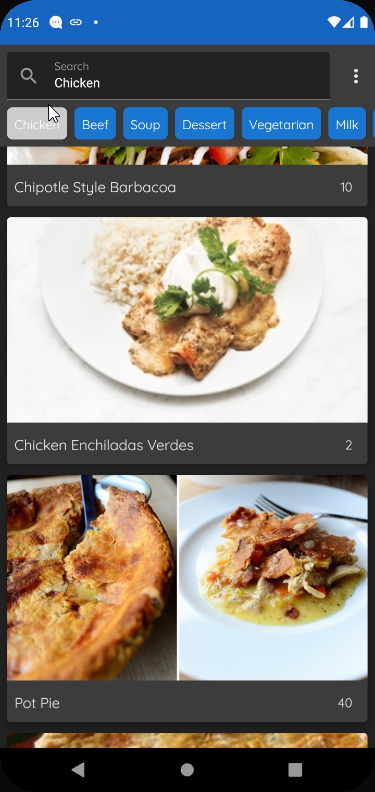 11:26
Search
Chicken
Chicken Beef Soup Dessert Vegetarian Milk
Chipotle Style Barbacoa 10
Chicken Enchiladas Verdes 2
Pot Pie 40